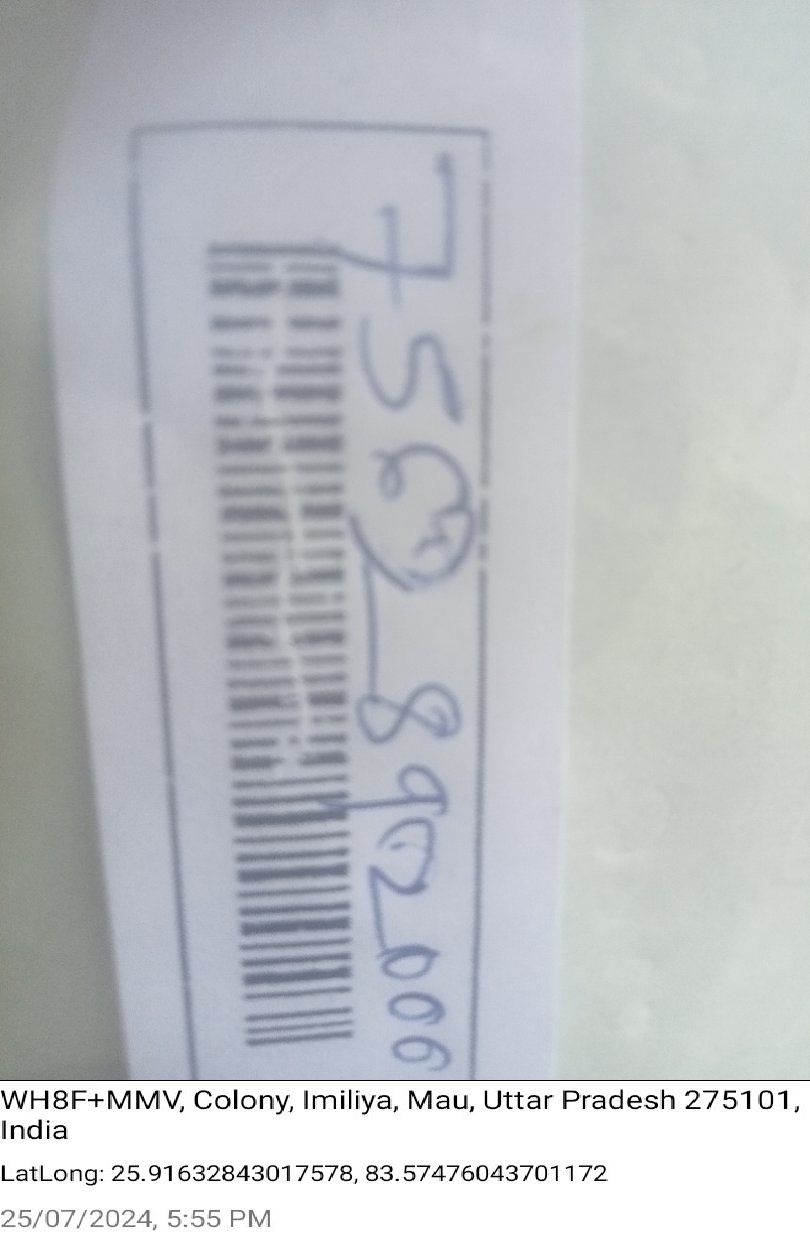 7562892006
WH8F+MMV, Colony, Imiliya, Mau, Uttar Pradesh 275101,
India
LatLong: 25.91632843017578, 83.57476043701172
25/07/2024, 5:55 PM